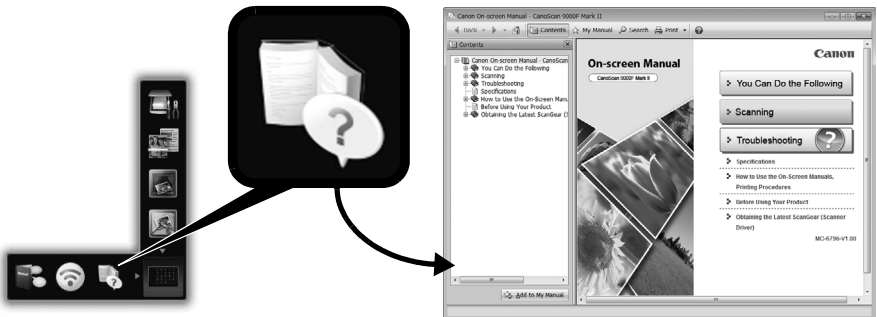 Canon On-screen Manual - CanoScan 9000F Mark II
Back
Contents
My Manual
Search
Print
Contents
Canon On-screen Manual - CanoScan
You Can Do the Following
Scanning
Troubleshooting
Specifications
How to Use the On-Screen Manu
Before Using Your Product
Obtaining the Latest ScanGear (S
Add to My Manual
On-screen Manual
CanoScan 9000F Mark II
Canon
You Can Do the Following
Scanning
Troubleshooting
Specifications
How to Use the On-Screen Manuals,
Printing Procedures
Before Using Your Product
Obtaining the Latest ScanGear (Scanner
Driver)
MC-6796-V1.00